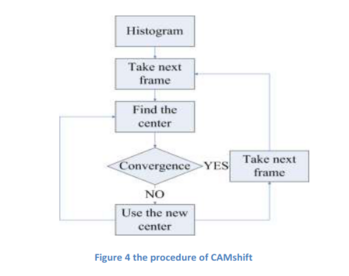 Histogram
Take next
frame
Find the
center
Convergence
YES
Take next
frame
NO
Use the new
center
Figure 4 the procedure of CAMshift